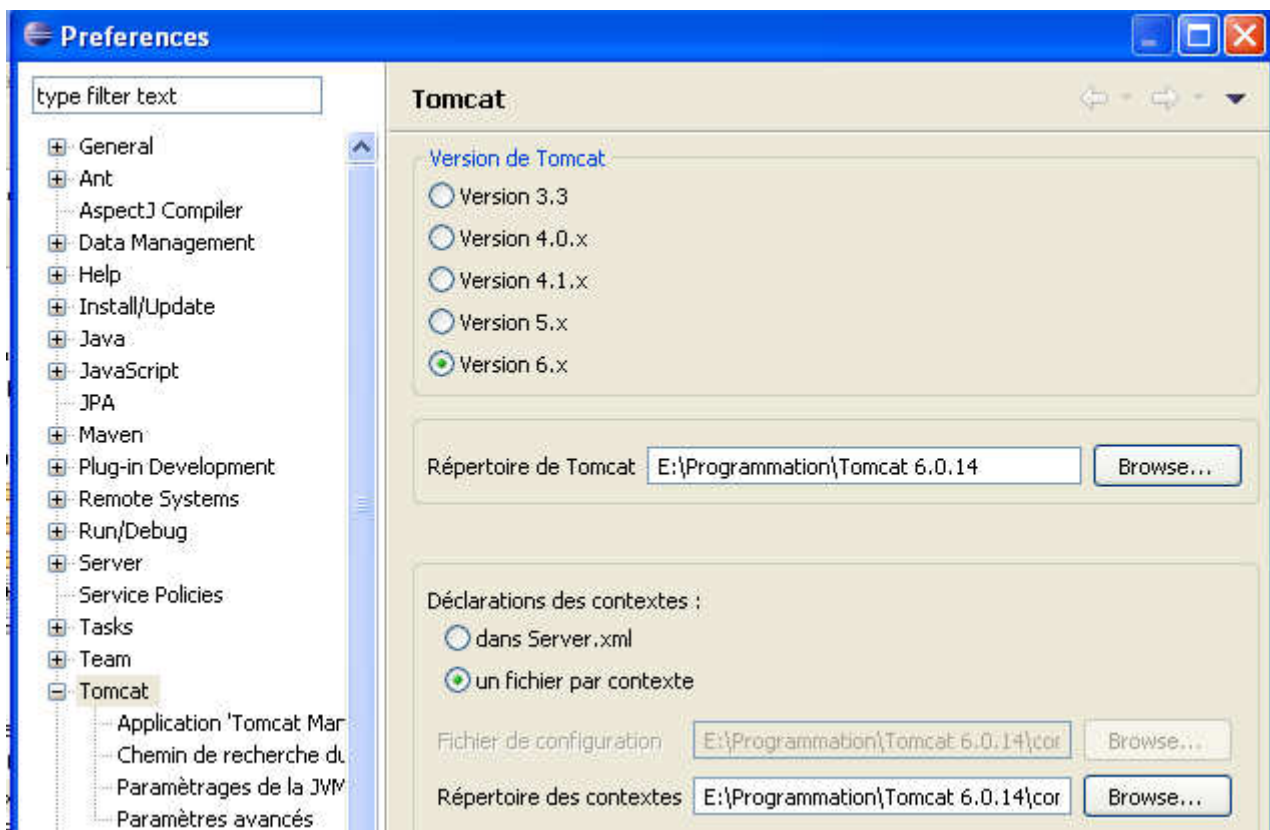 Preferences
type filter text
General
Ant
AspectJ Compiler
Data Management
Help
Install/Update
Java
JavaScript
JPA
Maven
Plug-in Development
Remote Systems
Run/Debug
Server
Service Policies
Tasks
Team
Tomcat
Application 'Tomcat Mar
Chemin de recherche du
Paramètrages de la JVM
Paramètres avancés
Tomcat
Version de Tomcat
Version 3.3
Version 4.0.x
Version 4.1.x
Version 5.x
Version 6.x
Répertoire de Tomcat E:\Programmation\Tomcat 6.0.14 Browse...
Déclarations des contextes :
dans Server.xml
un fichier par contexte
Fichier de configuration E:\Programmation\Tomcat 6.0.14\cor Browse...
Répertoire des contextes E:\Programmation\Tomcat 6.0.14\cor Browse...